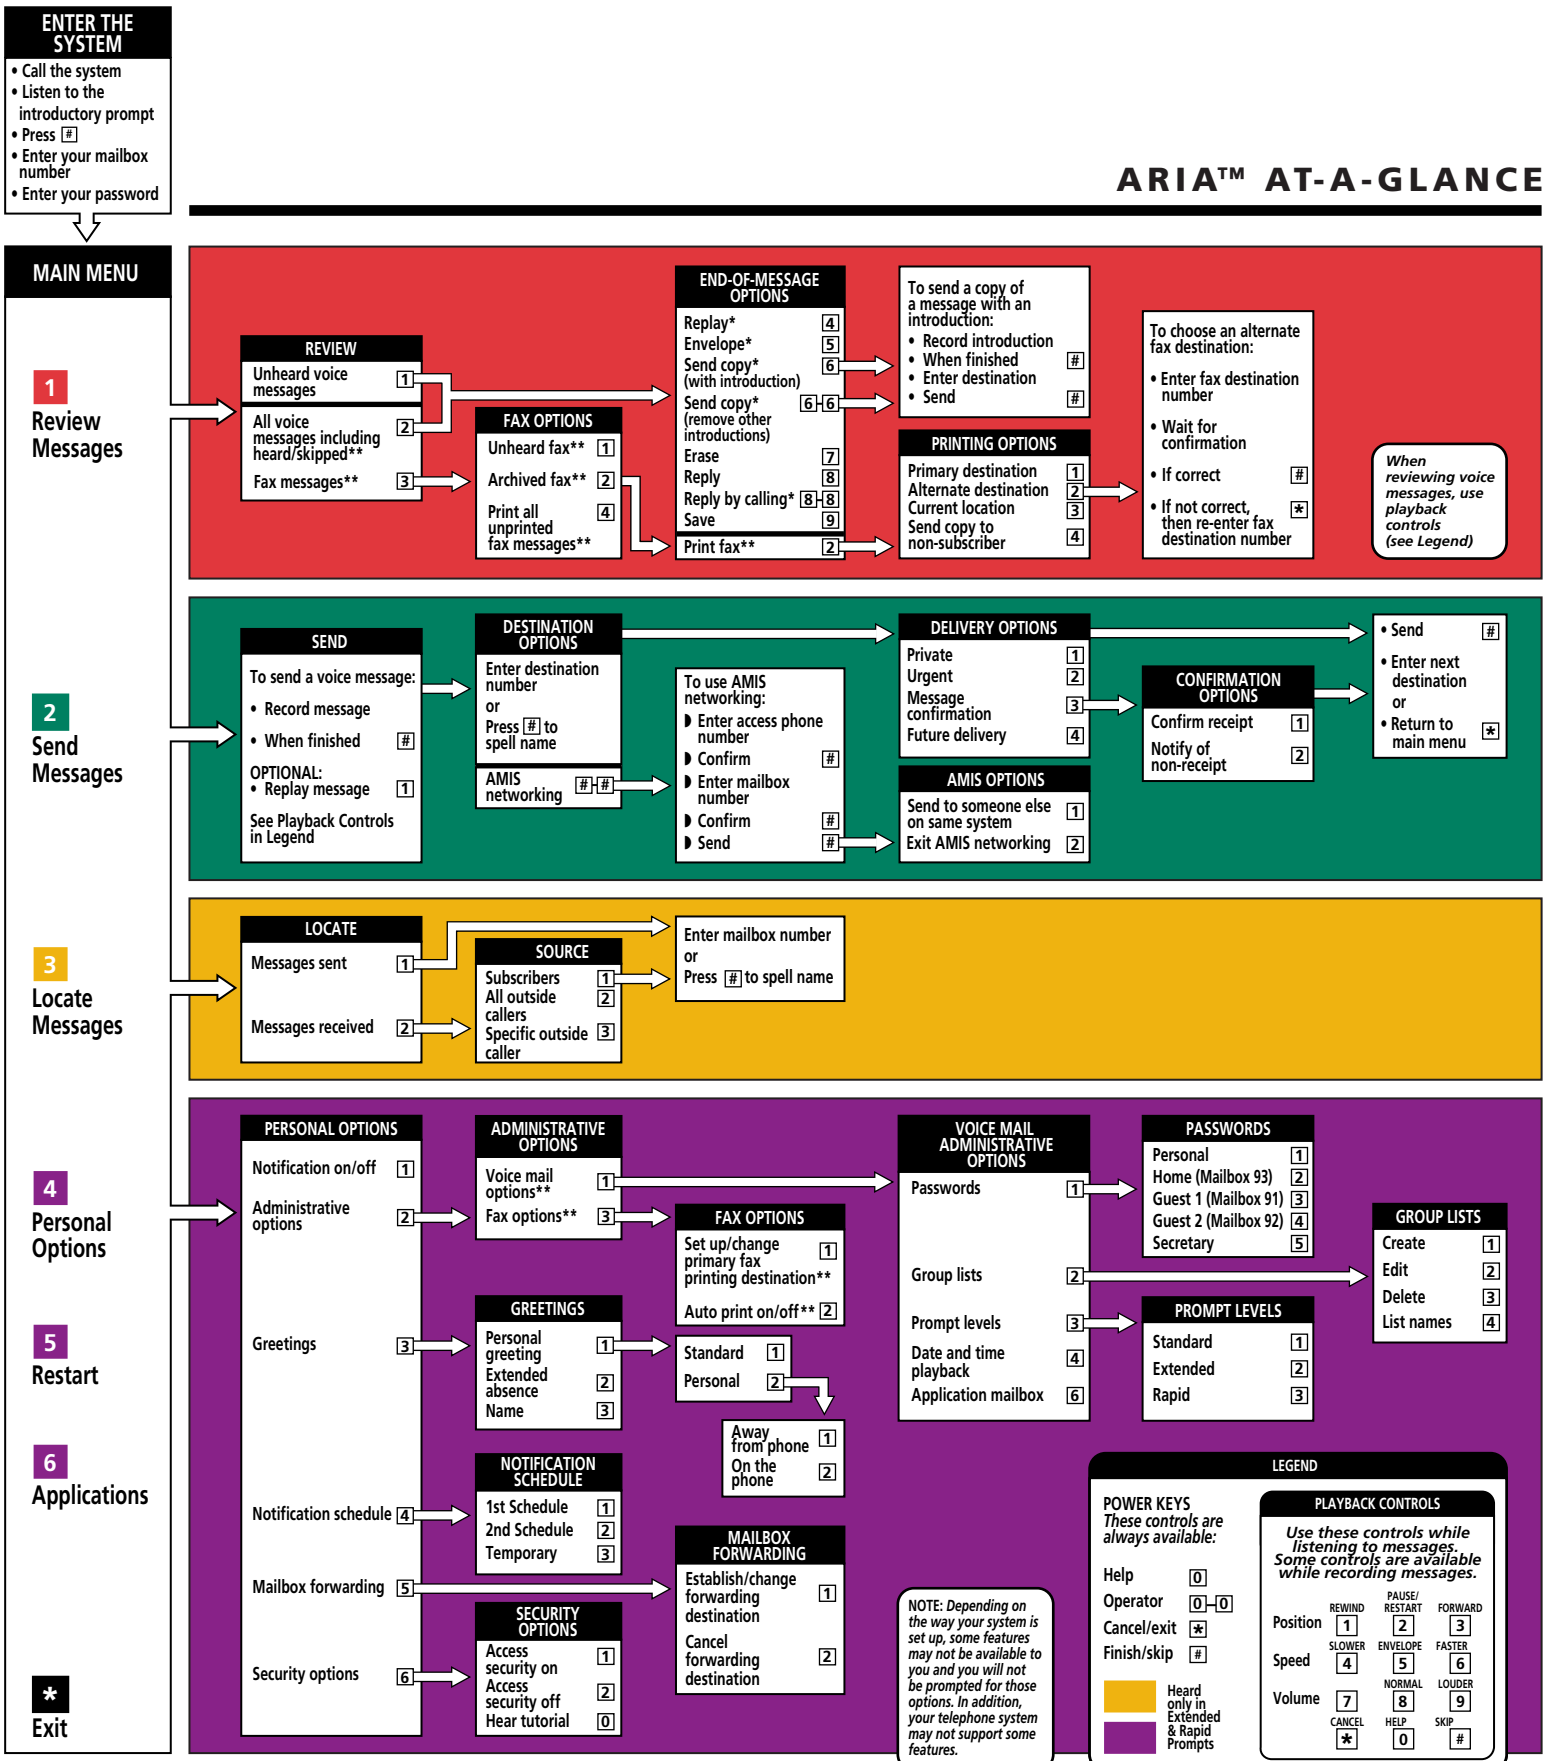 ENTER THE
SYSTEM
• Call the system
• Listen to the
introductory prompt
• Press #
• Enter your mailbox
number
• Enter your password
ARIA™ AT-A-GLANCE
MAIN MENU
1
Review
Messages
2
Send
Messages
3
Locate
Messages
4
Personal
Options
5
Restart
6
Applications
*
Exit
REVIEW
Unheard voice
messages 1
All voice
messages including 2
heard/skipped**
Fax messages** 3
FAX OPTIONS
Unheard fax** 1
Archived fax** 2
Print all 4
unprinted
fax messages**
END-OF-MESSAGE
OPTIONS
Replay* 4
Envelope* 5
Send copy* 6
(with introduction)
Send copy* 6-6
(remove other
introductions)
Erase 7
Reply 8
Reply by calling* 8-8
Save 9
Print fax** 2
To send a copy of
a message with an
introduction:
• Record introduction
• When finished #
• Enter destination
• Send #
PRINTING OPTIONS
Primary destination 1
Alternate destination 2
Current location 3
Send copy to
non-subscriber 4
To choose an alternate
fax destination:
• Enter fax destination
number
• Wait for
confirmation
• If correct #
• If not correct, *
then re-enter fax
destination number
When
reviewing voice
messages, use
playback
controls
(see Legend)
SEND
To send a voice message:
• Record message
• When finished #
OPTIONAL:
• Replay message 1
See Playback Controls
in Legend
DESTINATION
OPTIONS
Enter destination
number
or
Press # to
spell name
AMIS
networking #-#
To use AMIS
networking:
◗ Enter access phone
number
◗ Confirm #
◗ Enter mailbox
number
◗ Confirm #
◗ Send #
DELIVERY OPTIONS
Private 1
Urgent 2
Message
confirmation 3
Future delivery 4
AMIS OPTIONS
Send to someone else
on same system 1
Exit AMIS networking 2
CONFIRMATION
OPTIONS
Confirm receipt 1
Notify of
non-receipt 2
• Send #
• Enter next
destination
or
• Return to
main menu *
LOCATE
Messages sent 1
Messages received 2
SOURCE
Subscribers 1
All outside 2
callers
Specific outside 3
caller
Enter mailbox number
or
Press # to spell name
PERSONAL OPTIONS
Notification on/off 1
Administrative
options 2
Greetings 3
Notification schedule 4
Mailbox forwarding 5
Security options 6
ADMINISTRATIVE
OPTIONS
Voice mail
options** 1
Fax options** 3
FAX OPTIONS
Set up/change 1
primary fax
printing destination**
Auto print on/off** 2
GREETINGS
Personal
greeting 1
Extended
absence 2
Name 3
Standard 1
Personal 2
Away
from phone 1
On the
phone 2
NOTIFICATION
SCHEDULE
1st Schedule 1
2nd Schedule 2
Temporary 3
MAILBOX
FORWARDING
Establish/change
forwarding 1
destination
Cancel
forwarding 2
destination
SECURITY
OPTIONS
Access
security on 1
Access
security off 2
Hear tutorial 0
VOICE MAIL
ADMINISTRATIVE
OPTIONS
Passwords 1
Group lists 2
Prompt levels 3
Date and time
playback 4
Application mailbox 6
PASSWORDS
Personal 1
Home (Mailbox 93) 2
Guest 1 (Mailbox 91) 3
Guest 2 (Mailbox 92) 4
Secretary 5
PROMPT LEVELS
Standard 1
Extended 2
Rapid 3
GROUP LISTS
Create 1
Edit 2
Delete 3
List names 4
NOTE: Depending on
the way your system is
set up, some features
may not be available to
you and you will not
be prompted for those
options. In addition,
your telephone system
may not support some
features.
LEGEND
POWER KEYS
These controls are
always available:
Help 0
Operator 0-0
Cancel/exit *
Finish/skip #
Heard
only in
Extended
& Rapid
Prompts
PLAYBACK CONTROLS
Use these controls while
listening to messages.
Some controls are available
while recording messages.
REWIND PAUSE/RESTART FORWARD
Position 1 2 3
SLOWER ENVELOPE FASTER
Speed 4 5 6
NORMAL LOUDER
Volume 7 8 9
CANCEL HELP SKIP
* 0 #